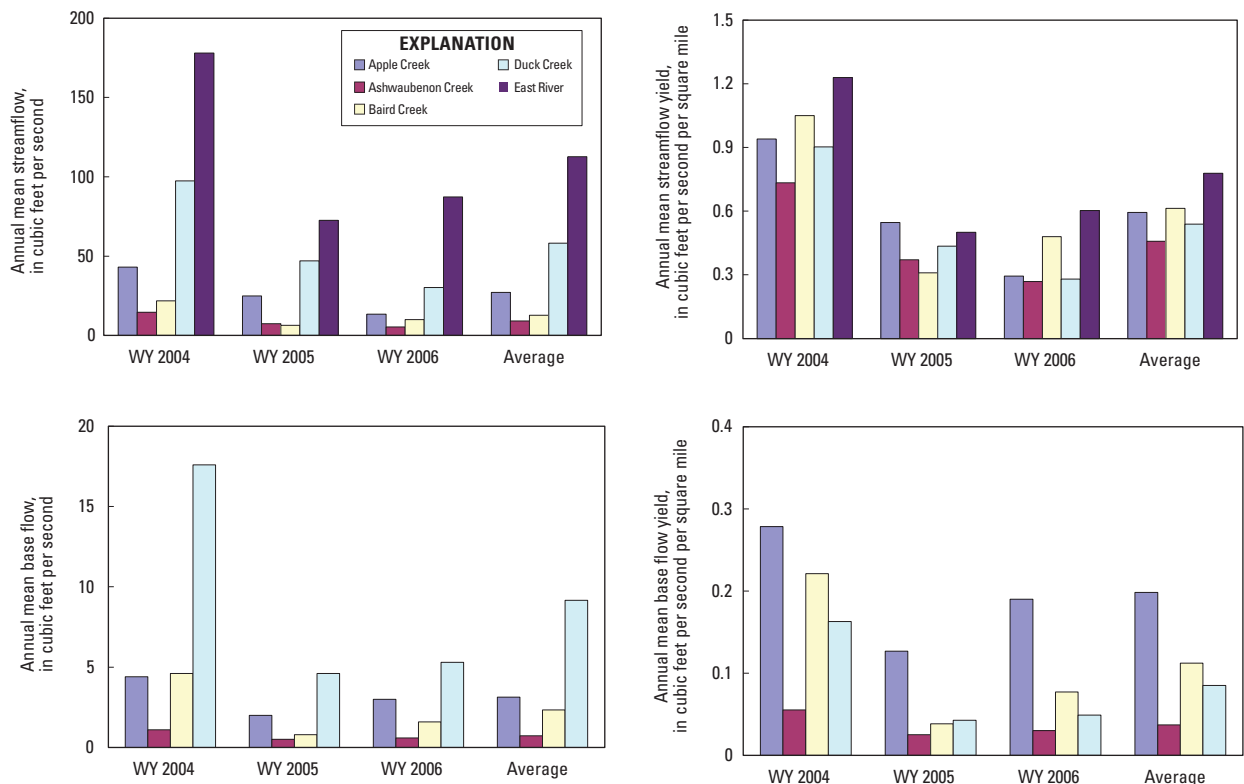 Annual mean streamflow,
in cubic feet per second
200
150
100
50
0
EXPLANATION
Apple Creek
Duck Creek
Ashwaubenon Creek
East River
Baird Creek
WY 2004
WY 2005
WY 2006
Average
Annual mean streamflow yield,
in cubic feet per second per square mile
1.5
1.2
0.9
0.6
0.3
0
WY 2004
WY 2005
WY 2006
Average
Annual mean base flow,
in cubic feet per second
20
15
10
5
0
WY 2004
WY 2005
WY 2006
Average
Annual mean base flow yield,
in cubic feet per second per square mile
0.4
0.3
0.2
0.1
0
WY 2004
WY 2005
WY 2006
Average